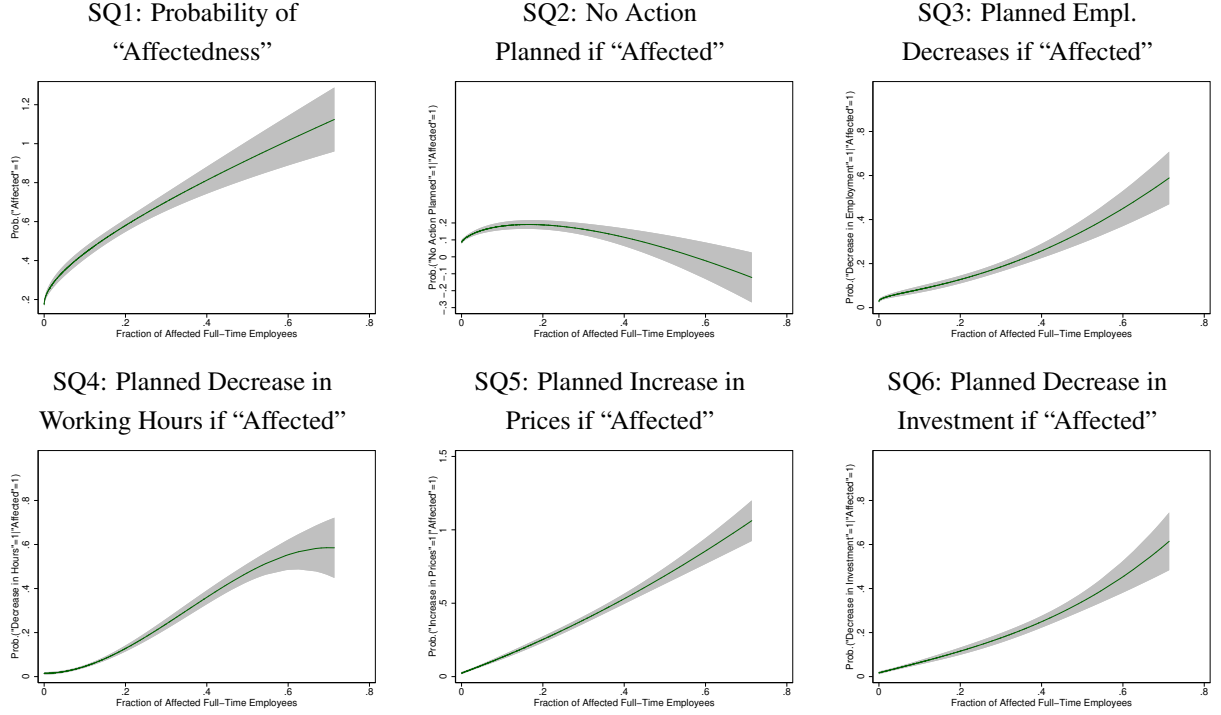 SQ1: Probability of
“Affectedness”
Prob.("Affected"=1)
1.2
1
.8
.6
.4
.2
0 .2 .4 .6 .8
Fraction of Affected Full−Time Employees
SQ2: No Action
Planned if “Affected”
Prob.("No Action Planned"=1|"Affected"=1)
−.3 −.2 −.1 0 .1 .2
0 .2 .4 .6 .8
Fraction of Affected Full−Time Employees
SQ3: Planned Empl.
Decreases if “Affected”
Prob.("Decrease in Employment"=1|"Affected"=1)
.8
.6
.4
.2
0
0 .2 .4 .6 .8
Fraction of Affected Full−Time Employees
SQ4: Planned Decrease in
Working Hours if “Affected”
Prob.("Decrease in Hours"=1|"Affected"=1)
.8
.6
.4
.2
0
0 .2 .4 .6 .8
Fraction of Affected Full−Time Employees
SQ5: Planned Increase in
Prices if “Affected”
Prob.("Increase in Prices"=1|"Affected"=1)
1.5
1
.5
0
0 .2 .4 .6 .8
Fraction of Affected Full−Time Employees
SQ6: Planned Decrease in
Investment if “Affected”
Prob.("Decrease in Investment"=1|"Affected"=1)
.8
.6
.4
.2
0
0 .2 .4 .6 .8
Fraction of Affected Full−Time Employees